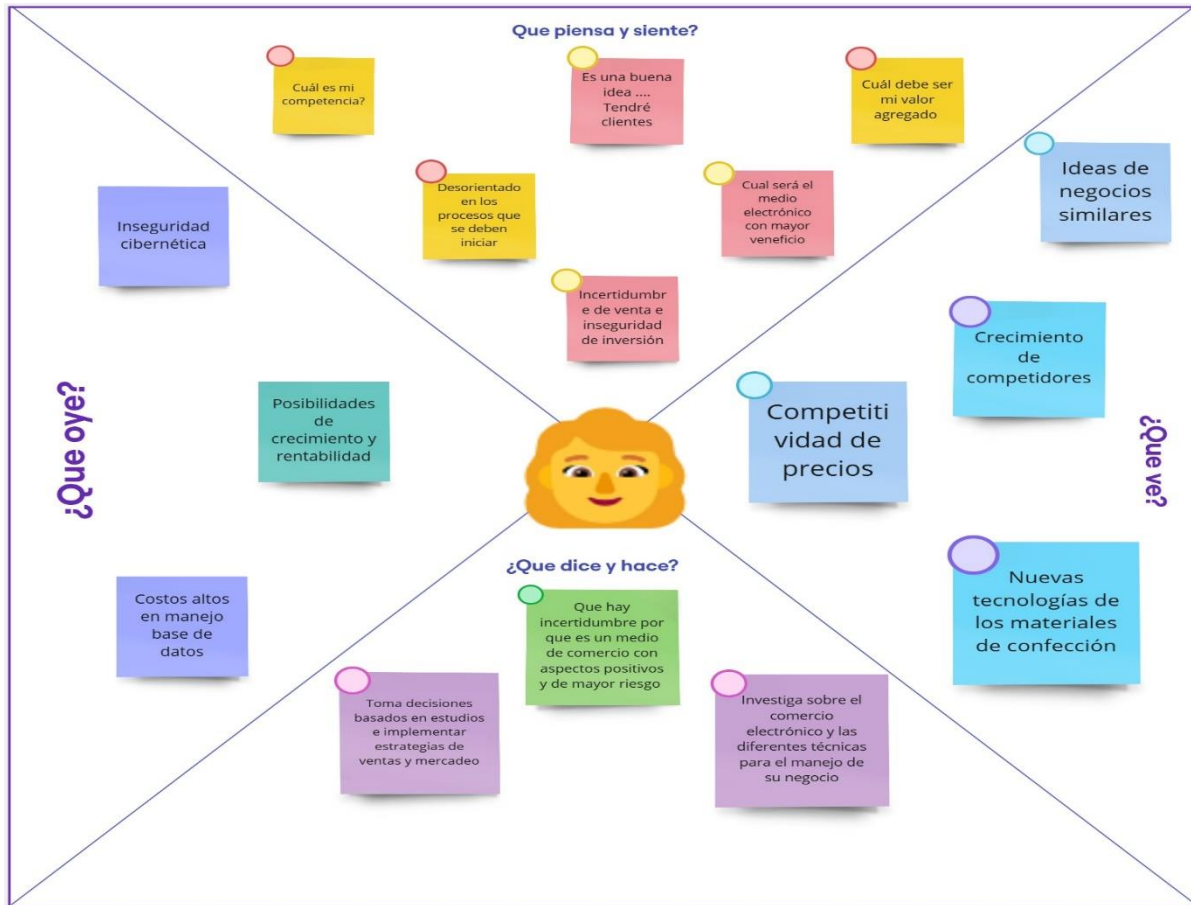 Que piensa y siente?
Cuál es mi
competencia?
Es una buena
idea ....
Tendré
clientes
Cuál debe ser
mi valor
agregado
Desorientado
en los
procesos que
se deben
iniciar
Cual será el
medio
electrónico
con mayor
veneficio
Incertidumbr
e de venta e
inseguridad
de inversión
¿Que oye?
Inseguridad
cibernética
Posibilidades
de
crecimiento y
rentabilidad
Costos altos
en manejo
base de
datos
¿Que ve?
Ideas de
negocios
similares
Crecimiento
de
competidores
Competiti
vidad de
precios
Nuevas
tecnologías de
los materiales
de confección
¿Que dice y hace?
Que hay
incertidumbre por
que es un medio
de comercio con
aspectos positivos
y de mayor riesgo
Toma decisiones
basados en estudios
e implementar
estrategias de
ventas y mercadeo
Investiga sobre el
comercio
electrónico y las
diferentes técnicas
para el manejo de
su negocio